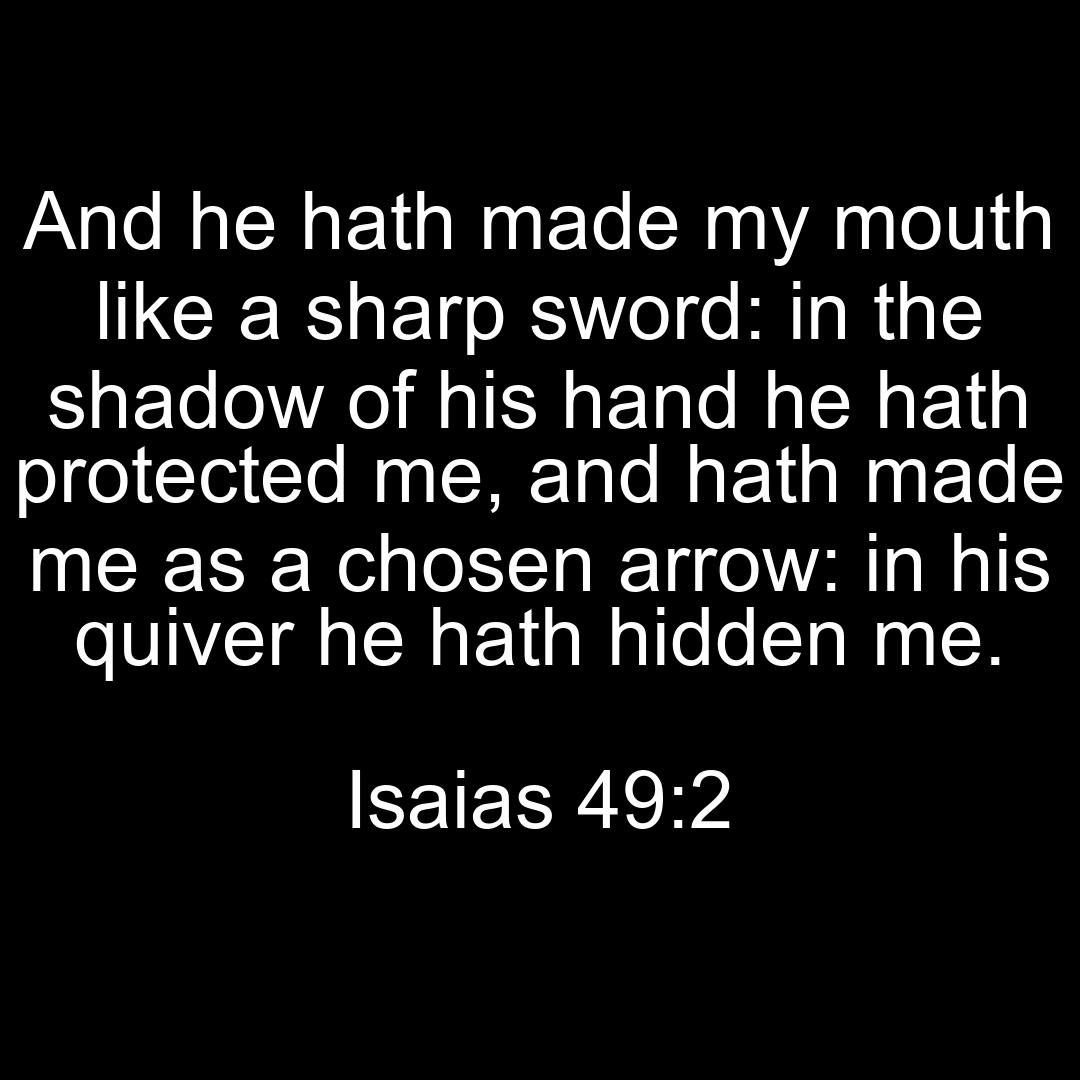 And he hath made my mouth
like a sharp sword: in the
shadow of his hand he hath
protected me, and hath made
me as a chosen arrow: in his
quiver he hath hidden me.
Isaias 49:2